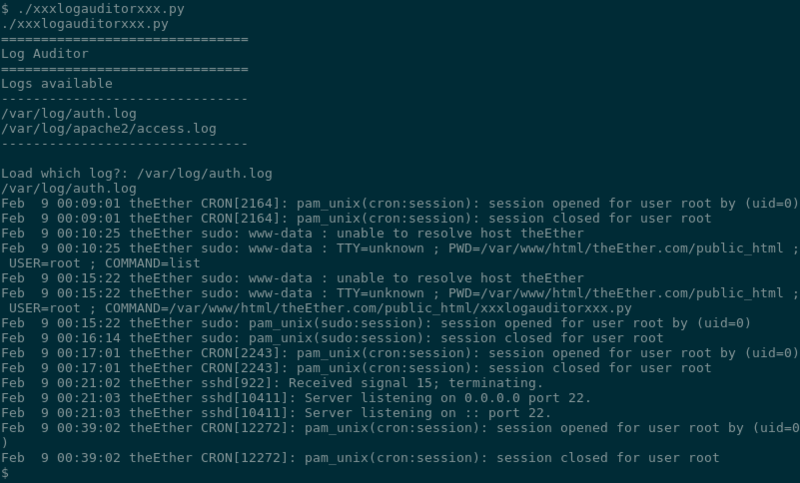 $ ./xxxlogauditorxxx.py
./xxxlogauditorxxx.py
==============================
Log Auditor
==============================
Logs available
------------------------------
/var/log/auth.log
/var/log/apache2/access.log
------------------------------
Load which log?: /var/log/auth.log
/var/log/auth.log
Feb  9 00:09:01 theEther CRON[2164]: pam_unix(cron:session): session opened for user root by (uid=0)
Feb  9 00:09:01 theEther CRON[2164]: pam_unix(cron:session): session closed for user root
Feb  9 00:10:25 theEther sudo: www-data : unable to resolve host theEther
Feb  9 00:10:25 theEther sudo: www-data : TTY=unknown ; PWD=/var/www/html/theEther.com/public_html ;
 USER=root ; COMMAND=list
Feb  9 00:15:22 theEther sudo: www-data : unable to resolve host theEther
Feb  9 00:15:22 theEther sudo: www-data : TTY=unknown ; PWD=/var/www/html/theEther.com/public_html ;
 USER=root ; COMMAND=/var/www/html/theEther.com/public_html/xxxlogauditorxxx.py
Feb  9 00:15:22 theEther sudo: pam_unix(sudo:session): session opened for user root by (uid=0)
Feb  9 00:16:14 theEther sudo: pam_unix(sudo:session): session closed for user root
Feb  9 00:17:01 theEther CRON[2243]: pam_unix(cron:session): session opened for user root by (uid=0)
Feb  9 00:17:01 theEther CRON[2243]: pam_unix(cron:session): session closed for user root
Feb  9 00:21:02 theEther sshd[922]: Received signal 15; terminating.
Feb  9 00:21:03 theEther sshd[10411]: Server listening on 0.0.0.0 port 22.
Feb  9 00:21:03 theEther sshd[10411]: Server listening on :: port 22.
Feb  9 00:39:02 theEther CRON[12272]: pam_unix(cron:session): session opened for user root by (uid=0
)
Feb  9 00:39:02 theEther CRON[12272]: pam_unix(cron:session): session closed for user root
$